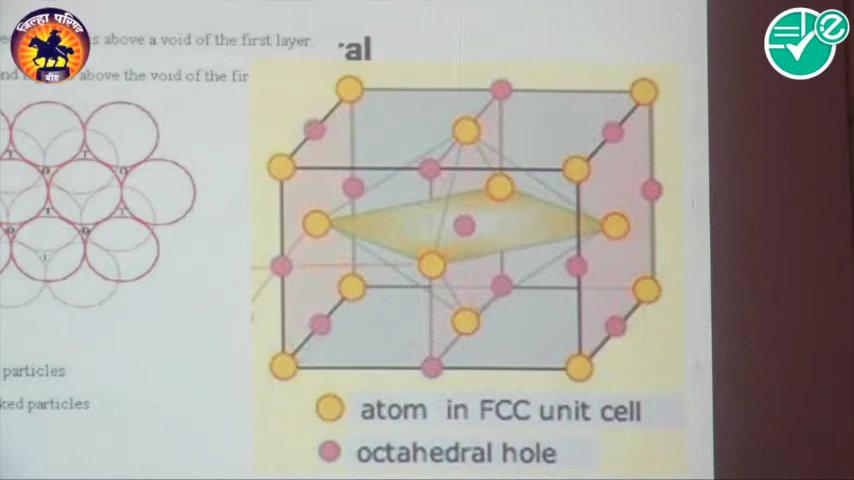 जिल्हा परिषद
बीड
s above a void of the first layer.
above the void of the fir
ral
particles
ked particles
atom in FCC unit cell
octahedral hole
e